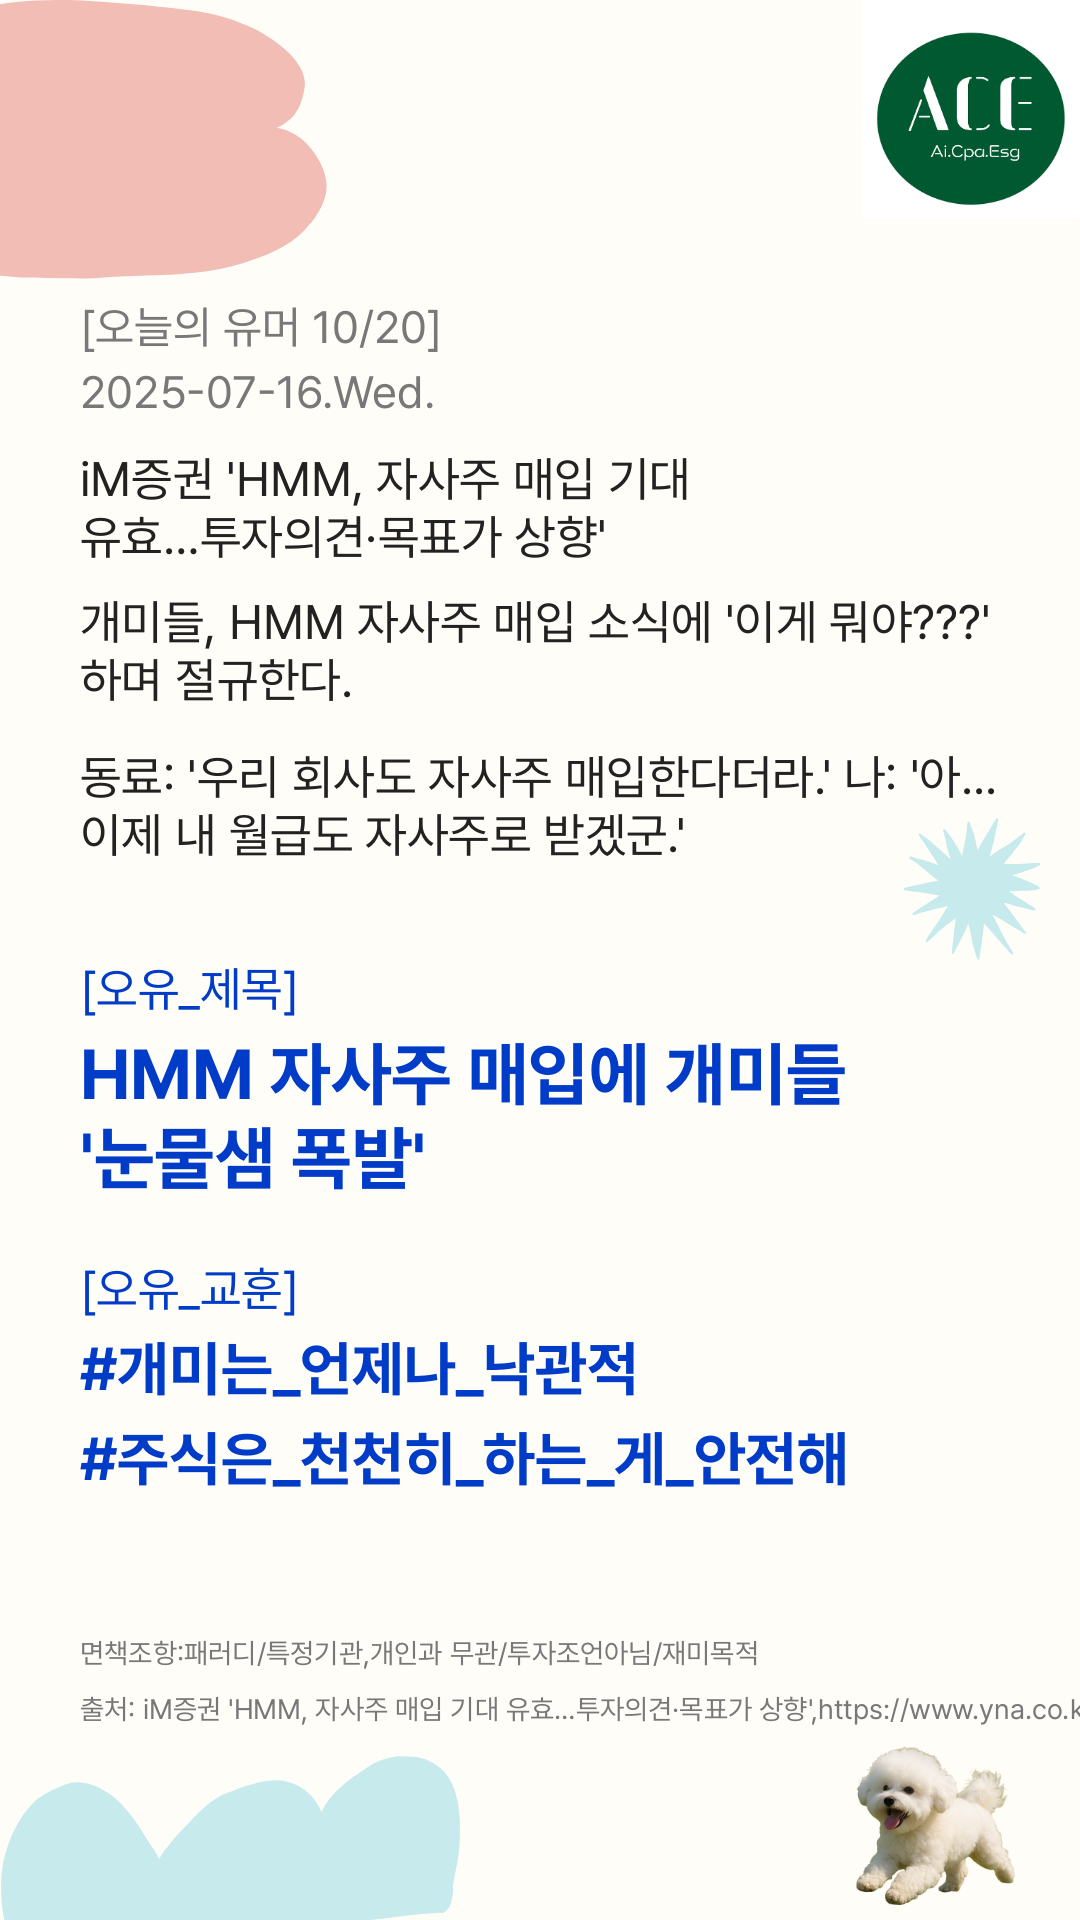 ACE
Ai.Cpa.Esg
[오늘의 유머 10/20]
2025-07-16.Wed.
iM증권 'HMM, 자사주 매입 기대
유효…투자의견·목표가 상향'
개미들, HMM 자사주 매입 소식에 '이게 뭐야???'
하며 절규한다.
동료: '우리 회사도 자사주 매입한다더라.' 나: '아...
이제 내 월급도 자사주로 받겠군.'
[오유_제목]
HMM 자사주 매입에 개미들
'눈물샘 폭발'
[오유_교훈]
#개미는_언제나_낙관적
#주식은_천천히_하는_게_안전해
면책조항:패러디/특정기관,개인과 무관/투자조언아님/재미목적
출처: iM증권 'HMM, 자사주 매입 기대 유효…투자의견·목표가 상향',https://www.yna.co.k